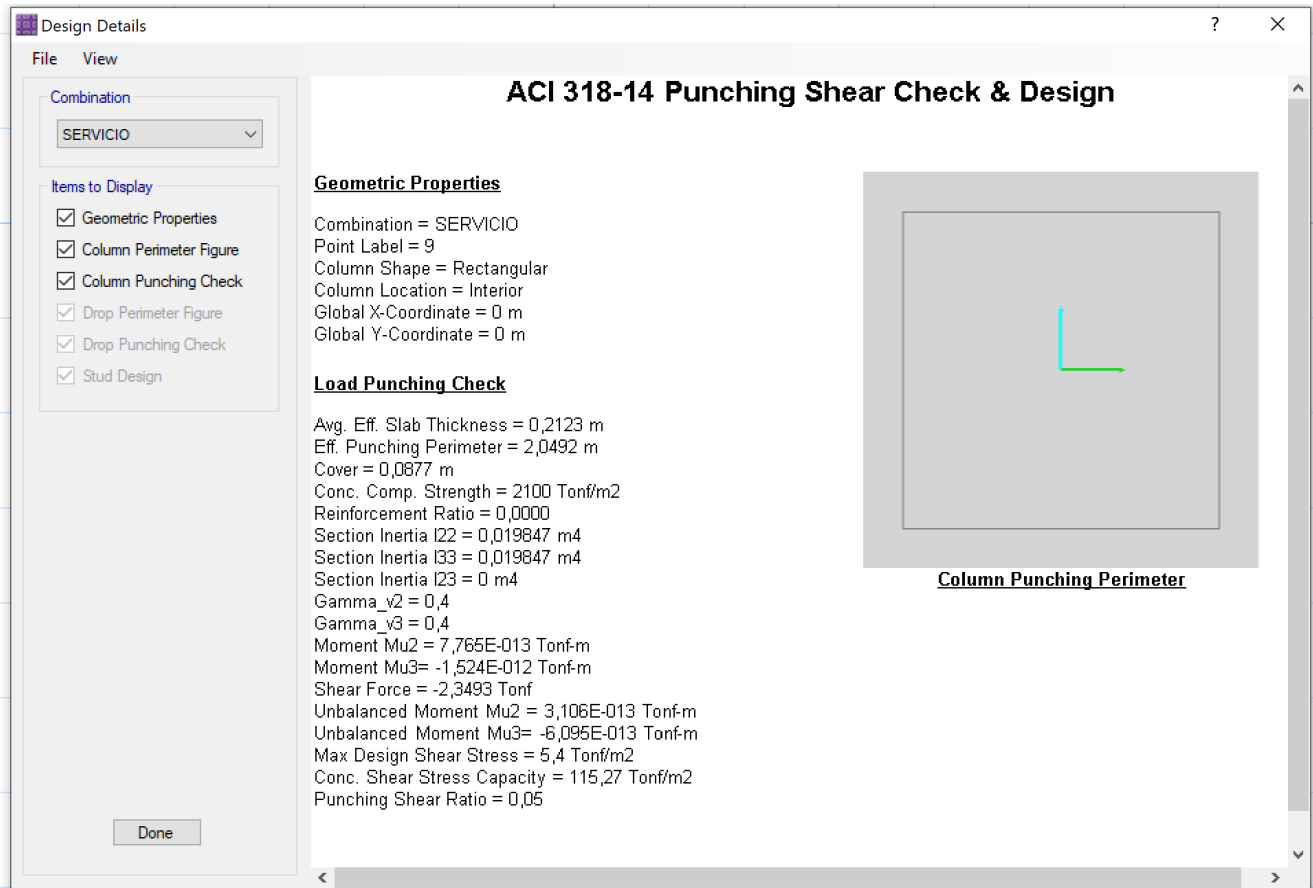 Design Details
?
File View
Combination
SERVICIO
Items to Display
Geometric Properties
Column Perimeter Figure
Column Punching Check
Drop Perimeter Figure
Drop Punching Check
Stud Design
Done
ACI 318-14 Punching Shear Check & Design
Geometric Properties
Combination = SERVICIO
Point Label = 9
Column Shape = Rectangular
Column Location = Interior
Global X-Coordinate = 0 m
Global Y-Coordinate = 0 m
Load Punching Check
Avg. Eff. Slab Thickness = 0,2123 m
Eff. Punching Perimeter = 2,0492 m
Cover = 0,0877 m
Conc. Comp. Strength = 2100 Tonf/m2
Reinforcement Ratio = 0,0000
Section Inertia I22 = 0,019847 m4
Section Inertia I33 = 0,019847 m4
Section Inertia I23 = 0 m4
Gamma_v2 = 0,4
Gamma_v3 = 0,4
Moment Mu2 = 7,765E-013 Tonf-m
Moment Mu3= -1,524E-012 Tonf-m
Shear Force = -2,3493 Tonf
Unbalanced Moment Mu2 = 3,106E-013 Tonf-m
Unbalanced Moment Mu3= -6,095E-013 Tonf-m
Max Design Shear Stress = 5,4 Tonf/m2
Conc. Shear Stress Capacity = 115,27 Tonf/m2
Punching Shear Ratio = 0,05
Column Punching Perimeter